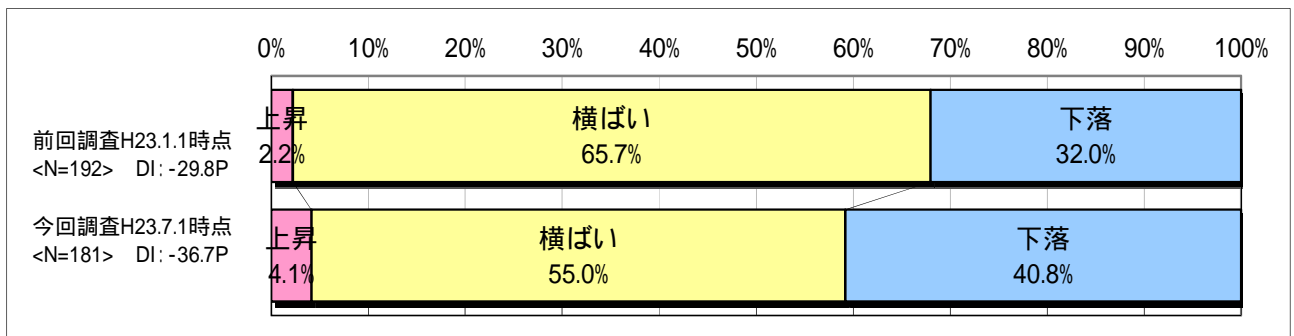 0% 10% 20% 30% 40% 50% 60% 70% 80% 90% 100%
前回調査H23.1.1時点
<N=192> DI:-29.8P
上昇
2.2%
横ばい
65.7%
下落
32.0%
今回調査H23.7.1時点
<N=181> DI:-36.7P
上昇
4.1%
横ばい
55.0%
下落
40.8%